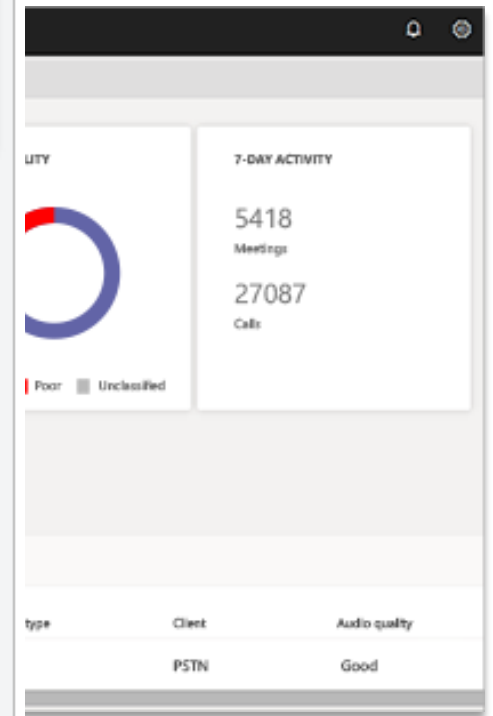 LITY
7-DAY ACTIVITY
5418
Meetings
27087
Calls
Poor Unclassified
type Client Audio quality
PSTN Good